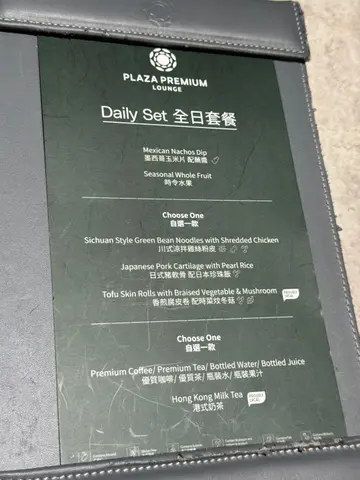 PLAZA PREMIUM
LOUNGE
Daily Set 全日套餐
Mexican Nachos Dip
墨西哥玉米片 配蘸醬
Seasonal Whole Fruit
時令水果
Choose One
自選一款
Sichuan Style Green Bean Noodles with Shredded Chicken
川式涼拌雞絲粉皮
Japanese Pork Cartilage with Pearl Rice
日式豬軟骨 配日本珍珠飯
Tofu Skin Rolls with Braised Vegetable & Mushroom
香煎腐皮卷 配時菜炆冬菇
Choose One
自選一款
Premium Coffee/ Premium Tea/ Bottled Water/ Bottled Juice
優質咖啡/ 優質茶/ 瓶裝水/ 瓶裝果汁
Hong Kong Milk Tea
港式奶茶